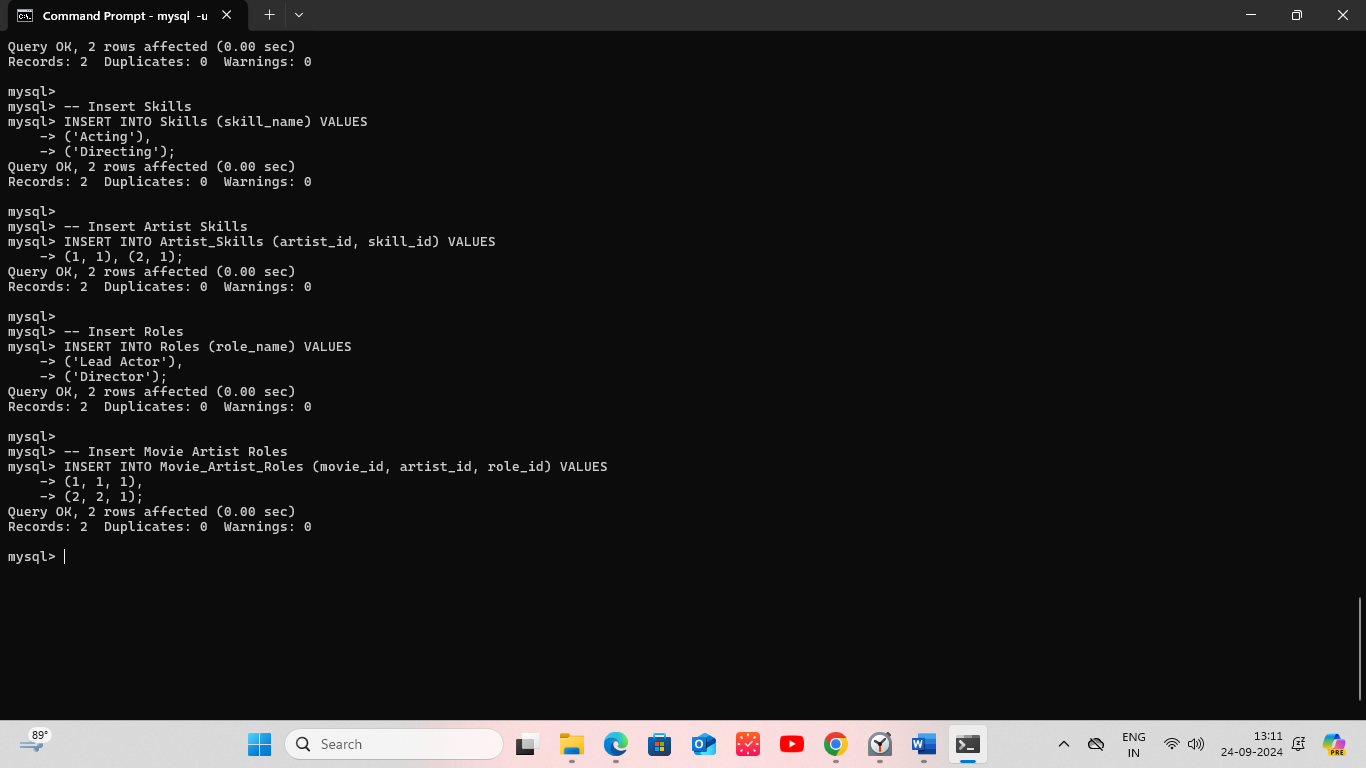 Command Prompt - mysql -u
Query OK, 2 rows affected (0.00 sec)
Records: 2  Duplicates: 0  Warnings: 0
mysql>
mysql> -- Insert Skills
mysql> INSERT INTO Skills (skill_name) VALUES
    -> ('Acting'),
    -> ('Directing');
Query OK, 2 rows affected (0.00 sec)
Records: 2  Duplicates: 0  Warnings: 0
mysql>
mysql> -- Insert Artist Skills
mysql> INSERT INTO Artist_Skills (artist_id, skill_id) VALUES
    -> (1, 1), (2, 1);
Query OK, 2 rows affected (0.00 sec)
Records: 2  Duplicates: 0  Warnings: 0
mysql>
mysql> -- Insert Roles
mysql> INSERT INTO Roles (role_name) VALUES
    -> ('Lead Actor'),
    -> ('Director');
Query OK, 2 rows affected (0.00 sec)
Records: 2  Duplicates: 0  Warnings: 0
mysql>
mysql> -- Insert Movie Artist Roles
mysql> INSERT INTO Movie_Artist_Roles (movie_id, artist_id, role_id) VALUES
    -> (1, 1, 1),
    -> (2, 2, 1);
Query OK, 2 rows affected (0.00 sec)
Records: 2  Duplicates: 0  Warnings: 0
mysql>
89°
Search
ENG
IN
13:11
24-09-2024
PRE